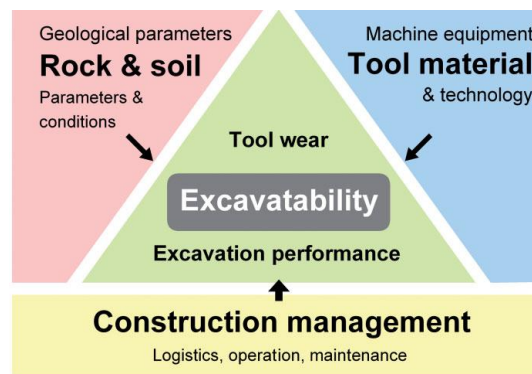 Geological parameters
Rock & soil
Parameters &
conditions
Machine equipment
Tool material
& technology
Tool wear
Excavatability
Excavation performance
Construction management
Logistics, operation, maintenance